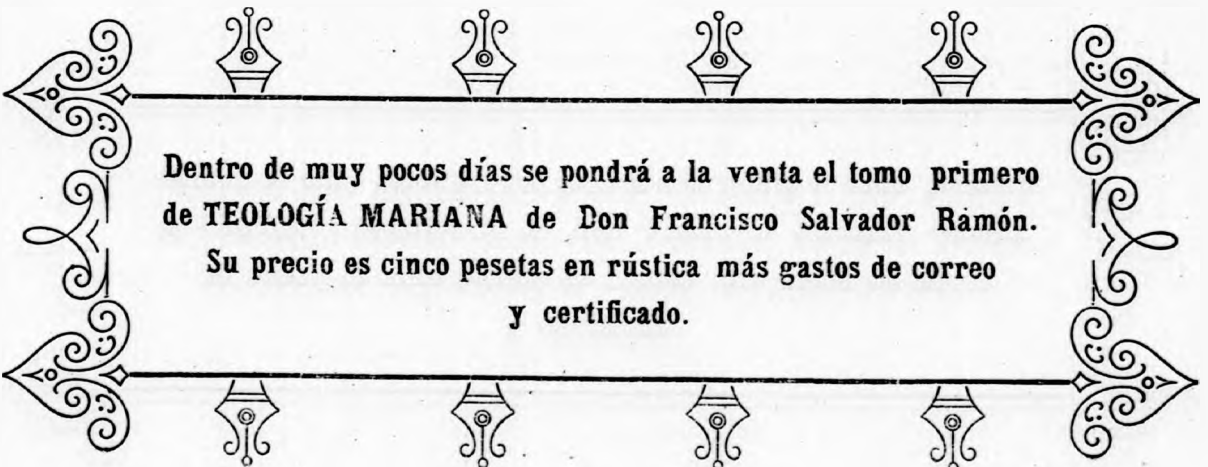 Dentro de muy pocos días se pondrá a la venta el tomo primero
de TEOLOGÍA MARIANA de Don Francisco Salvador Ramón.
Su precio es cinco pesetas en rústica más gastos de correo
y certificado.